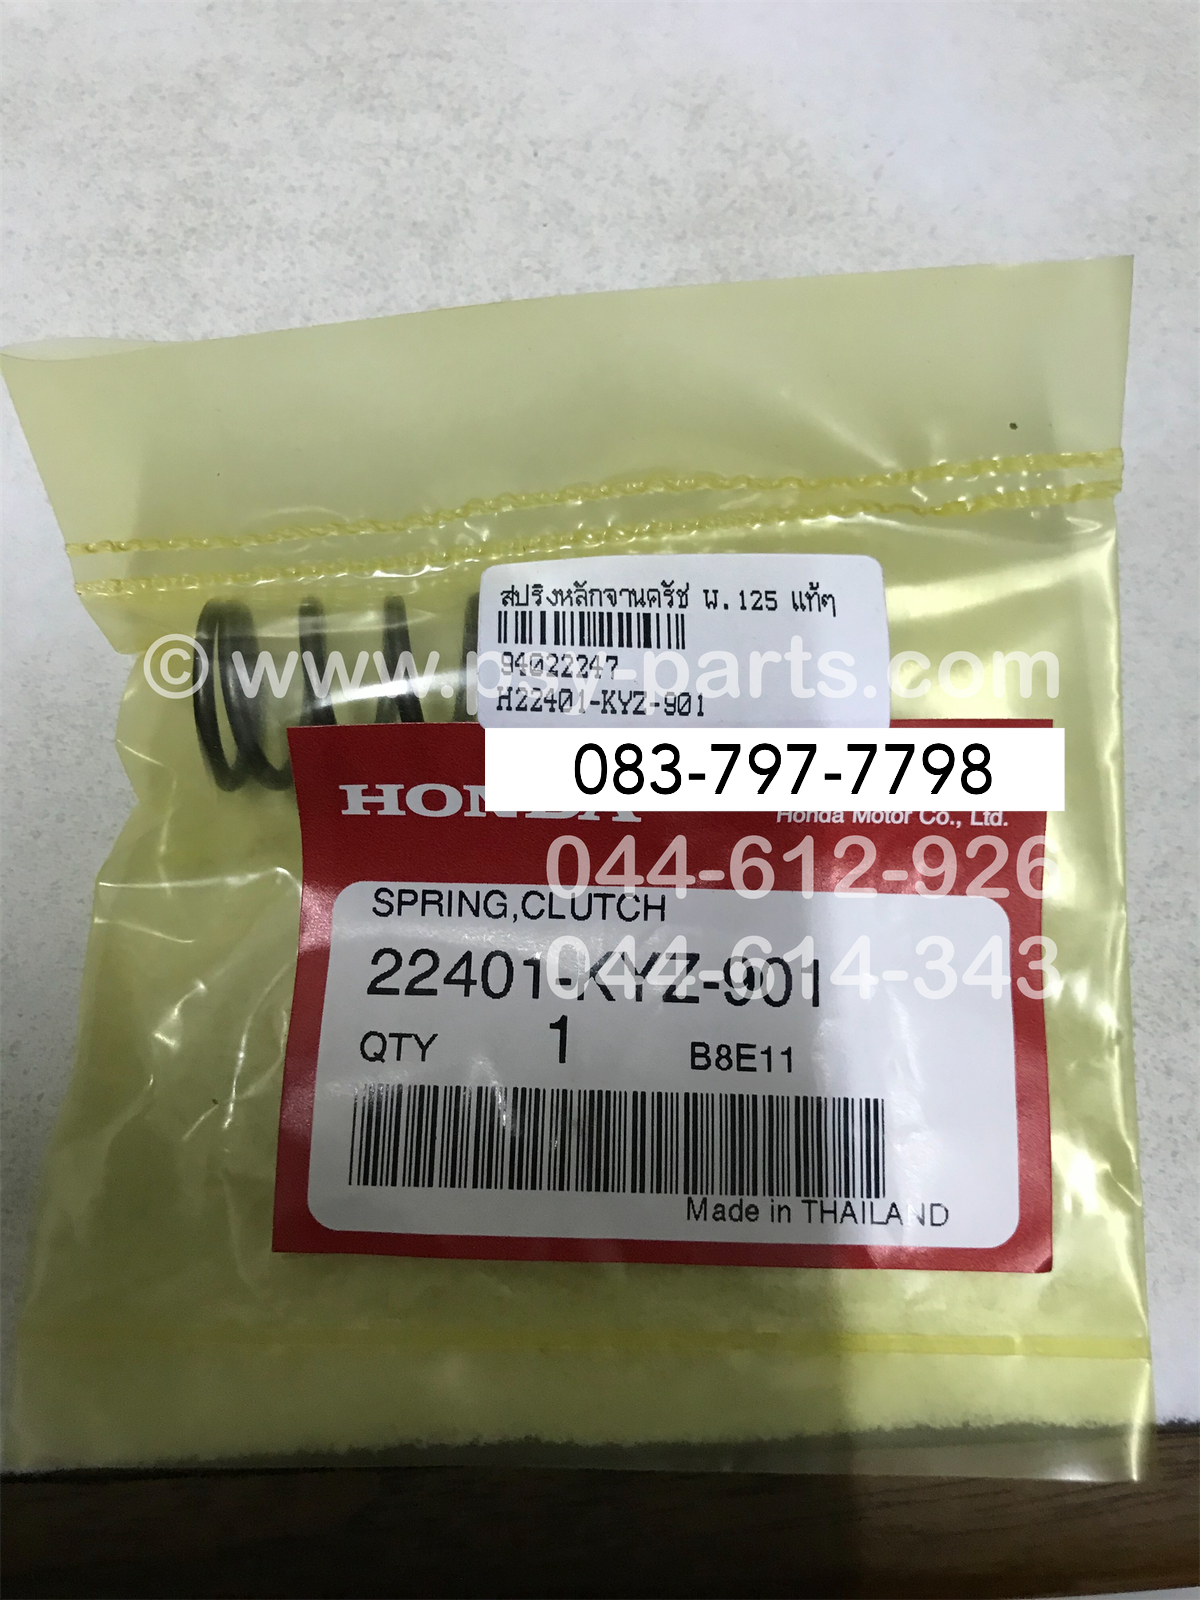 สปริงหลักจานครัช ผ.125 แท้ๆ
94022247
H22401-KYZ-901
© www.psy-parts.com
083-797-7798
HONDA
Honda Motor Co., Ltd.
044-612-926
SPRING,CLUTCH
044-614-343
22401-KYZ-901
QTY 1 B8E11
Made in THAILAND